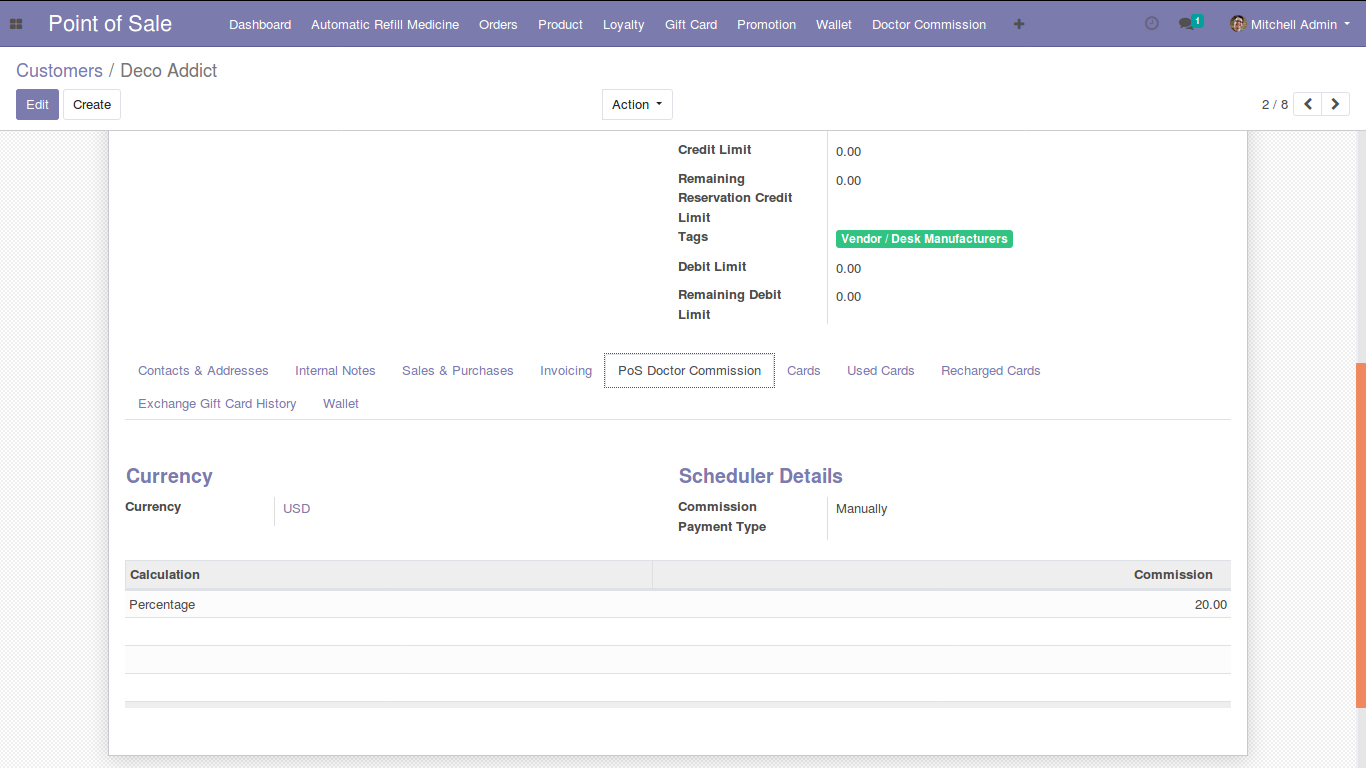 Point of Sale Dashboard Automatic Refill Medicine Orders Product Loyalty Gift Card Promotion Wallet Doctor Commission 1 Mitchell Admin
Customers / Deco Addict
Edit Create Action 2 / 8
Credit Limit 0.00
Remaining 0.00
Reservation Credit
Limit
Tags Vendor / Desk Manufacturers
Debit Limit 0.00
Remaining Debit 0.00
Limit
Contacts & Addresses Internal Notes Sales & Purchases Invoicing PoS Doctor Commission Cards Used Cards Recharged Cards
Exchange Gift Card History Wallet
Currency Scheduler Details
Currency USD Commission Manually
Payment Type
Calculation Commission
Percentage 20.00